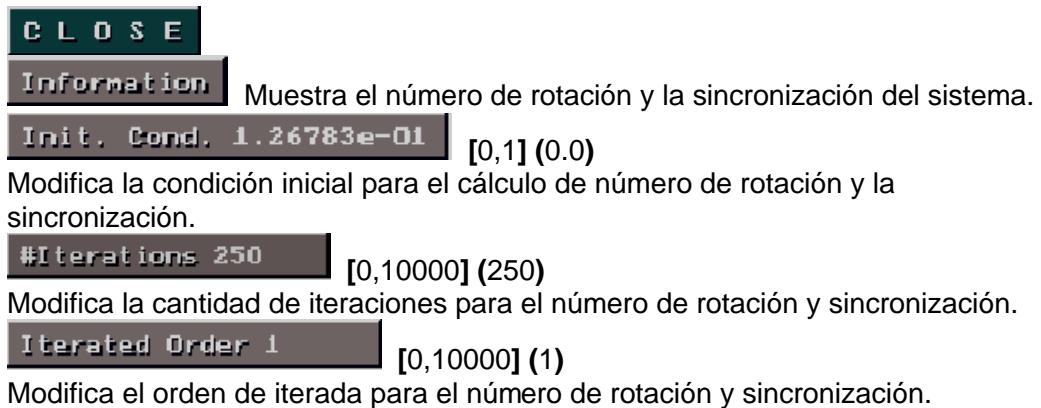 C L O S E
Information Muestra el número de rotación y la sincronización del sistema.
Init. Cond. 1.26783e-01 [0,1] (0.0)
Modifica la condición inicial para el cálculo de número de rotación y la
sincronización.
#Iterations 250 [0,10000] (250)
Modifica la cantidad de iteraciones para el número de rotación y sincronización.
Iterated Order 1 [0,10000] (1)
Modifica el orden de iterada para el número de rotación y sincronización.